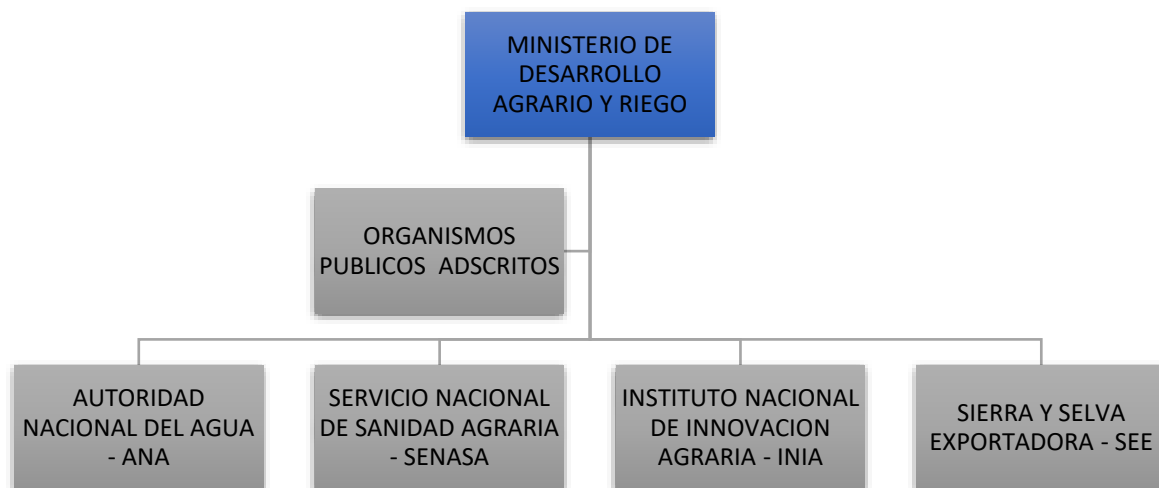 MINISTERIO DE
DESARROLLO
AGRARIO Y RIEGO
ORGANISMOS
PUBLICOS ADSCRITOS
AUTORIDAD
NACIONAL DEL AGUA
- ANA
SERVICIO NACIONAL
DE SANIDAD AGRARIA
- SENASA
INSTITUTO NACIONAL
DE INNOVACION
AGRARIA - INIA
SIERRA Y SELVA
EXPORTADORA - SEE